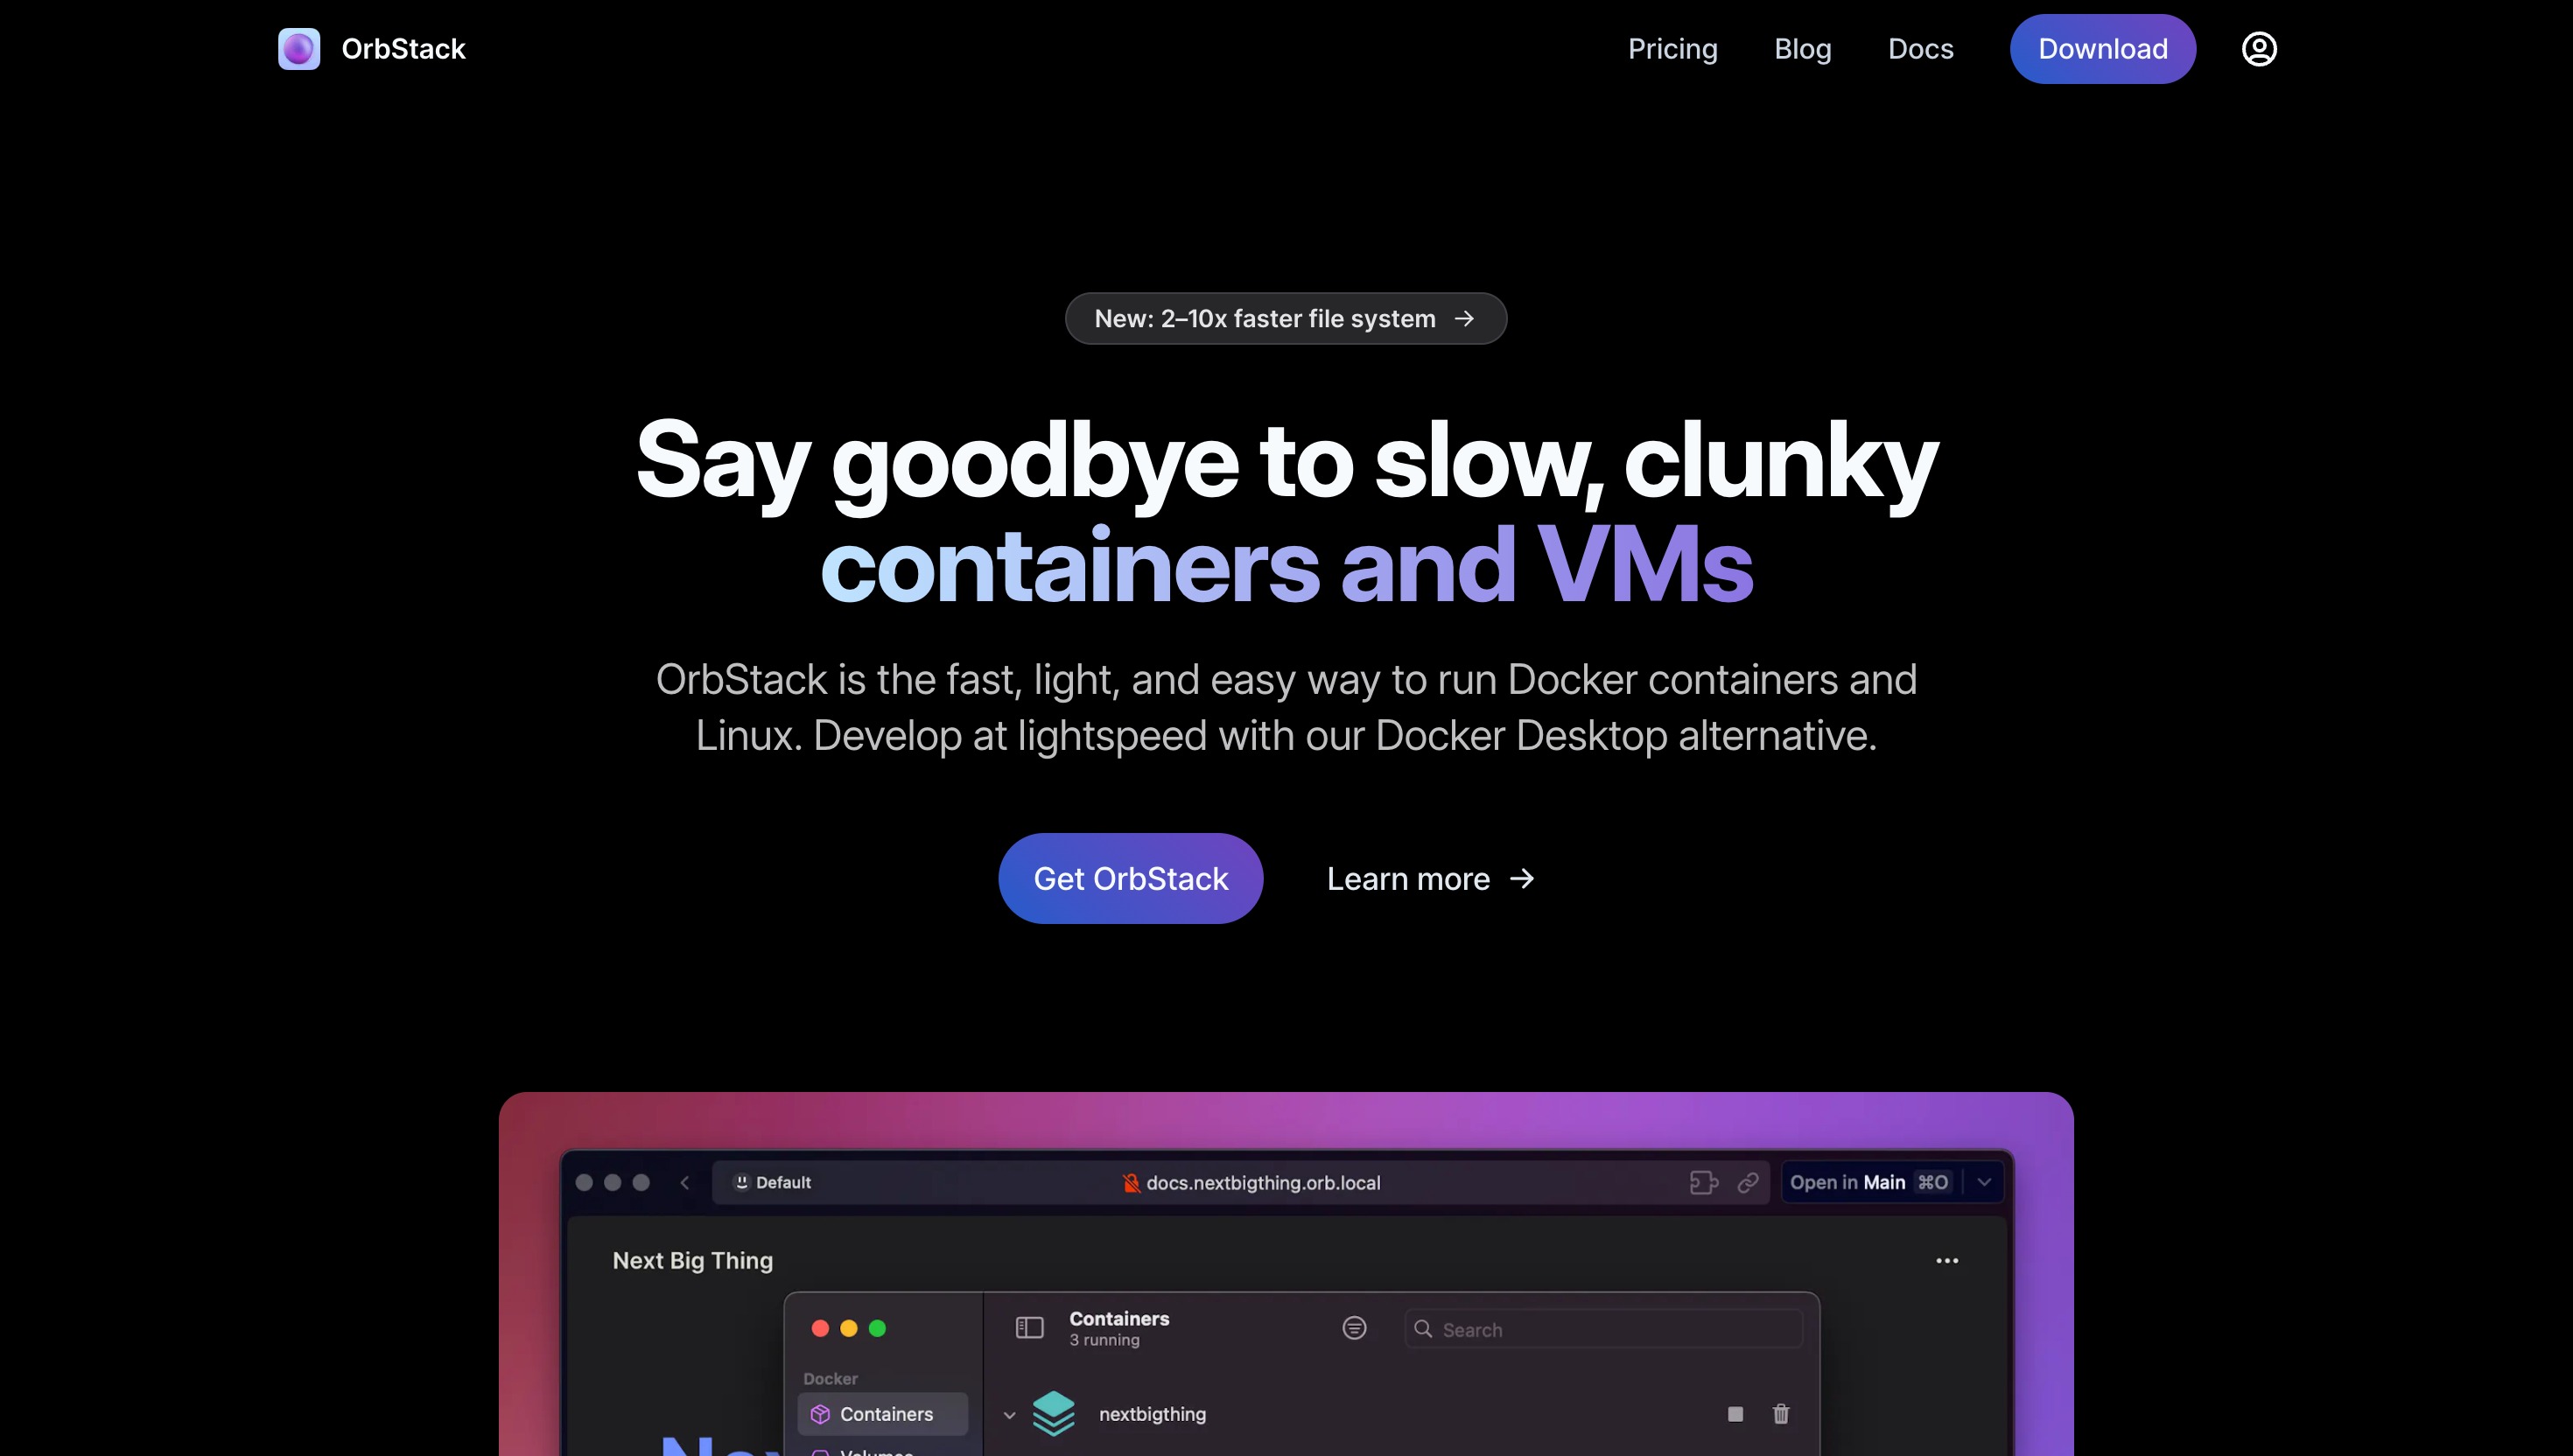 OrbStack
Pricing
Blog
Docs
Download
New: 2–10x faster file system →
Say goodbye to slow, clunky
containers and VMs
OrbStack is the fast, light, and easy way to run Docker containers and
Linux. Develop at lightspeed with our Docker Desktop alternative.
Get OrbStack
Learn more →
Default
docs.nextbigthing.orb.local
Open in Main ⌘O
Next Big Thing
Containers
3 running
Search
Docker
Containers
nextbigthing
Volumes